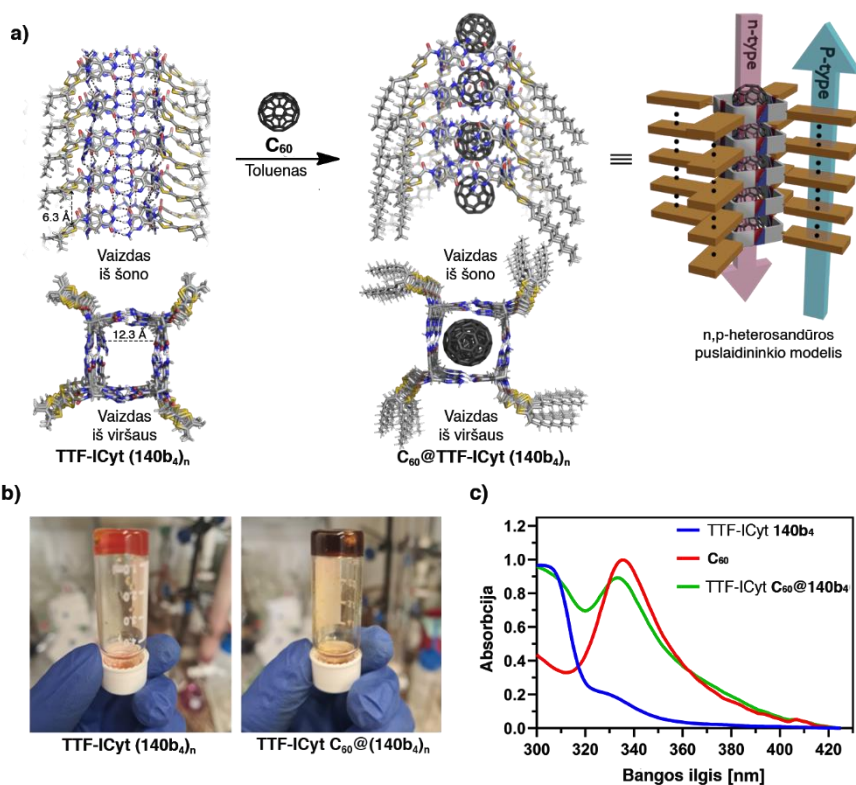 a)
C₆₀
Toluenas
6.3 Å
Vaizdas
iš šono
12.3 Å
Vaizdas
iš viršaus
TTF-ICyt (140b₄)ₙ
Vaizdas
iš šono
Vaizdas
iš viršaus
C₆₀@TTF-ICyt (140b₄)ₙ
≡
n-type
P-type
n,p-heterosandūros
puslaidininkio modelis
b)
TTF-ICyt (140b₄)ₙ
TTF-ICyt C₆₀@(140b₄)ₙ
c)
Absorbcija
1.2
1.0
0.8
0.6
0.4
0.2
0.0
TTF-ICyt 140b₄
C₆₀
TTF-ICyt C₆₀@140b₄
300 320 340 360 380 400 420
Bangos ilgis [nm]